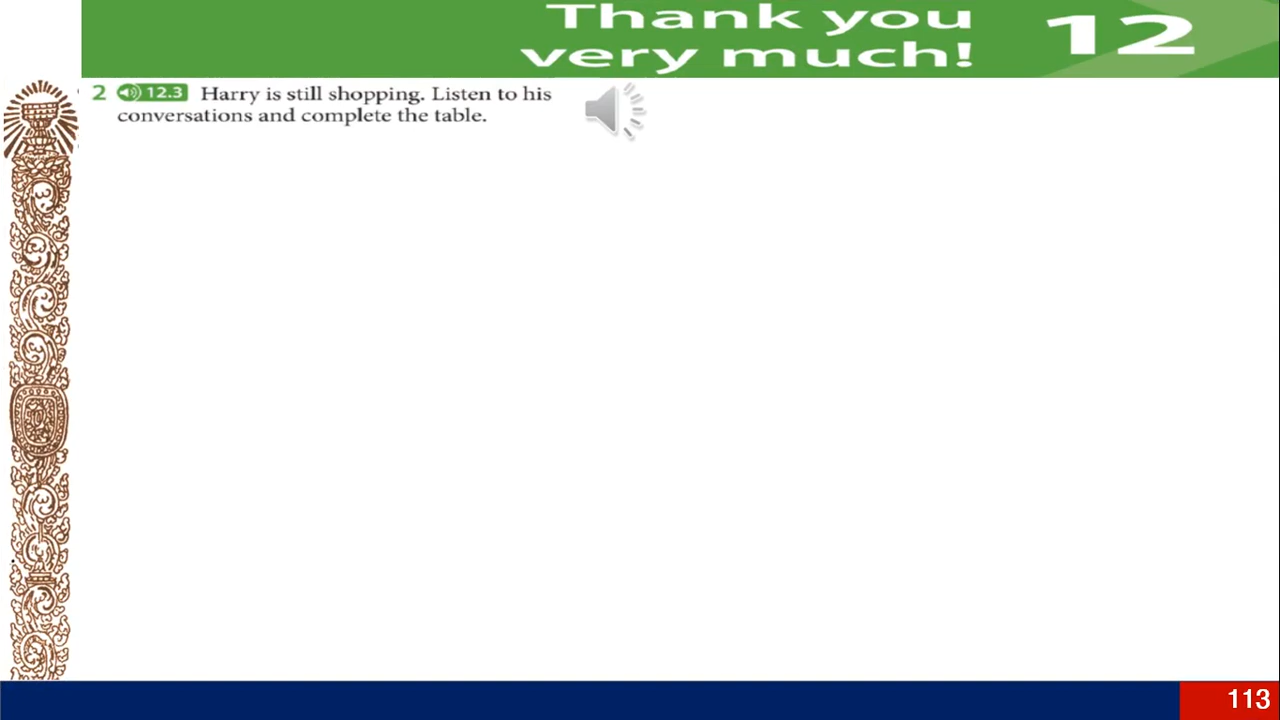 Thank you
very much!
12
2 12.3 Harry is still shopping. Listen to his
conversations and complete the table.
113